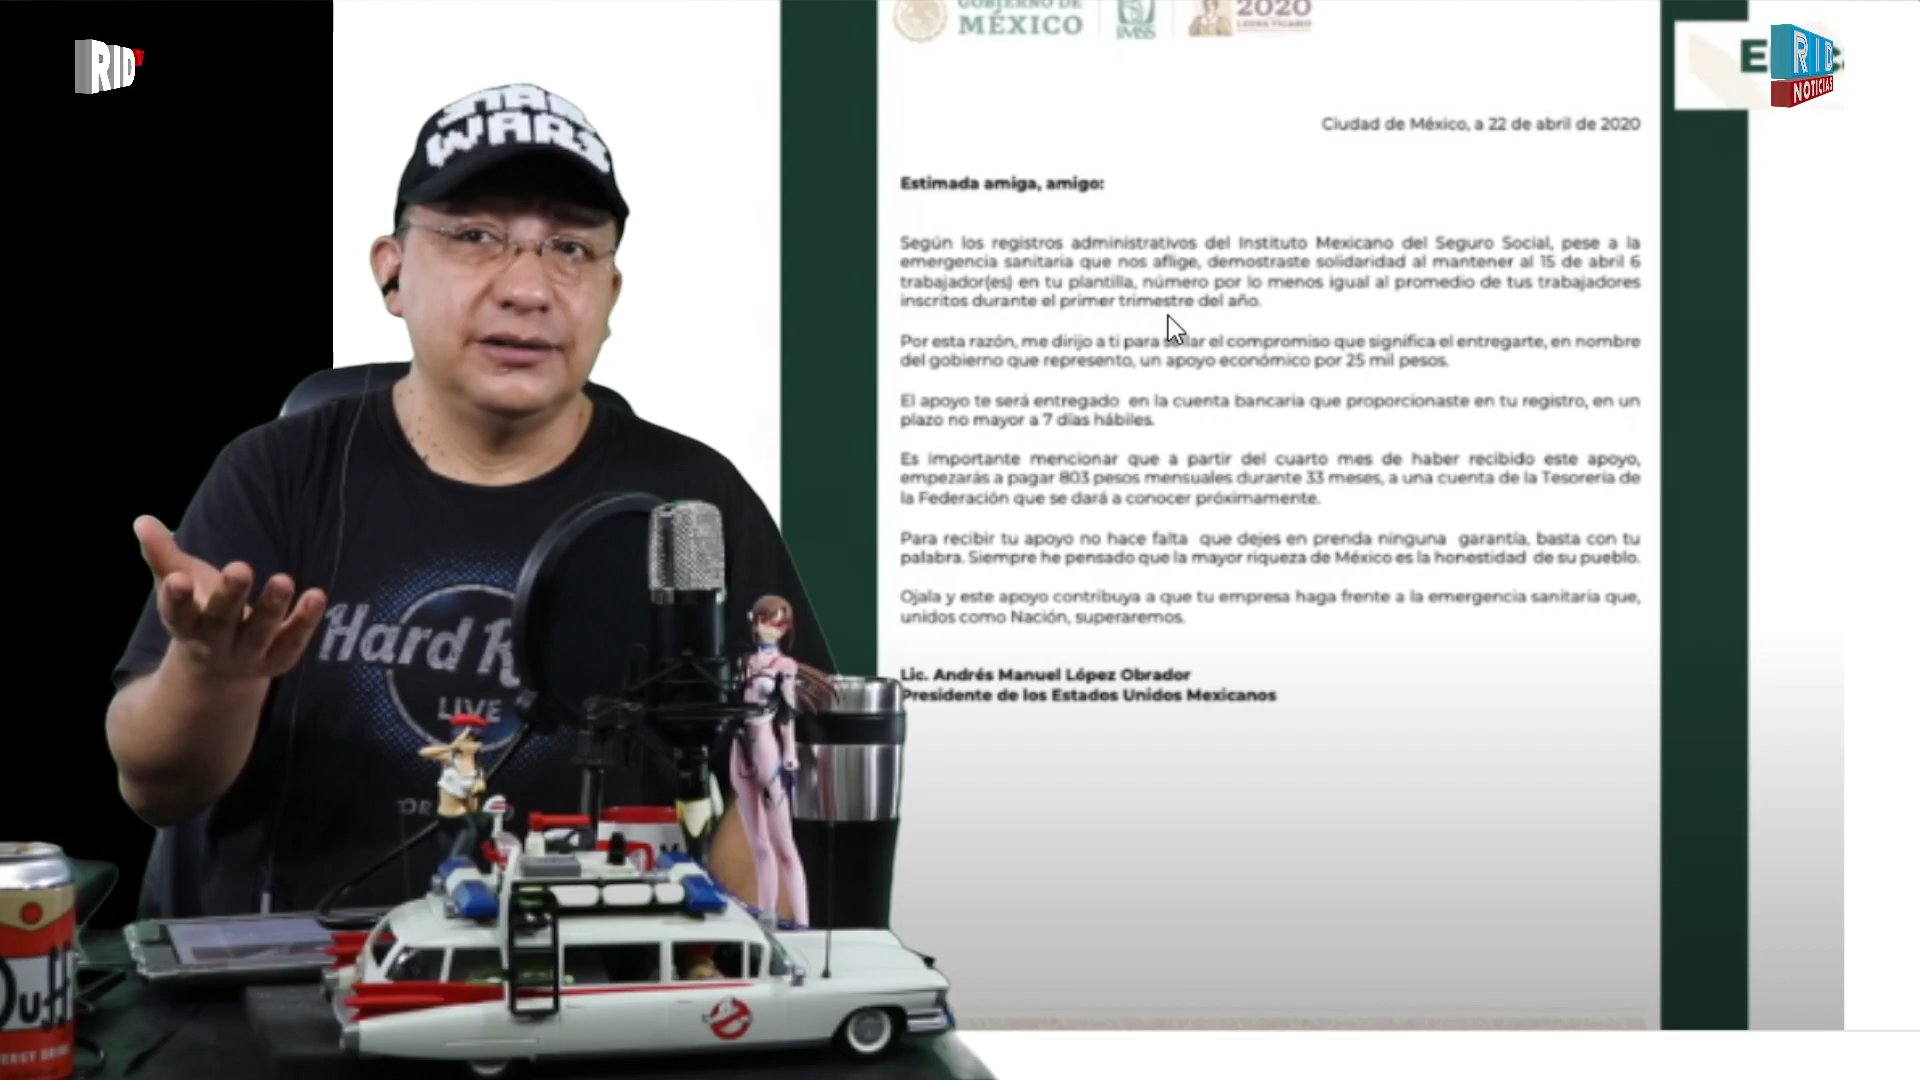 RID
GOBIERNO DE
MÉXICO
IMSS
2020
LEONA VICARIO
RID
NOTICIAS
Ciudad de México, a 22 de abril de 2020
Estimada amiga, amigo:
Según los registros administrativos del Instituto Mexicano del Seguro Social, pese a la
emergencia sanitaria que nos aflige, demostraste solidaridad al mantener al 15 de abril 6
trabajador(es) en tu plantilla, número por lo menos igual al promedio de tus trabajadores
inscritos durante el primer trimestre del año.
Por esta razón, me dirijo a ti para el compromiso que significa el entregarte, en nombre
del gobierno que represento, un apoyo económico por 25 mil pesos.
El apoyo te será entregado en la cuenta bancaria que proporcionaste en tu registro, en un
plazo no mayor a 7 días hábiles.
Es importante mencionar que a partir del cuarto mes de haber recibido este apoyo,
empezarás a pagar 803 pesos mensuales durante 33 meses, a una cuenta de la Tesorería de
la Federación que se dará a conocer próximamente.
Para recibir tu apoyo no hace falta que dejes en prenda ninguna garantía, basta con tu
palabra. Siempre he pensado que la mayor riqueza de México es la honestidad de su pueblo.
Ojala y este apoyo contribuya a que tu empresa haga frente a la emergencia sanitaria que,
unidos como Nación, superaremos.
Lic. Andrés Manuel López Obrador
Presidente de los Estados Unidos Mexicanos
STAR
WARS
Hard R
LIVE
Duff
ENERGY DRINK